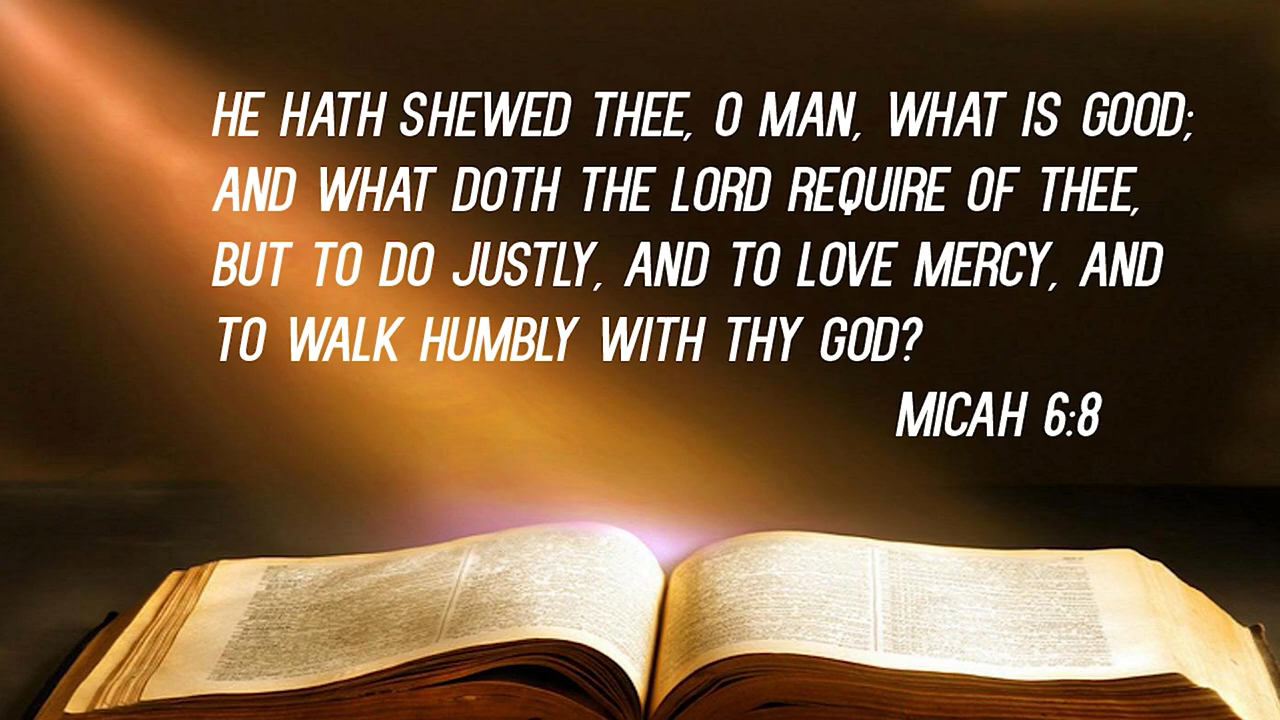 HE HATH SHEWED THEE, O MAN, WHAT IS GOOD;
AND WHAT DOTH THE LORD REQUIRE OF THEE,
BUT TO DO JUSTLY, AND TO LOVE MERCY, AND
TO WALK HUMBLY WITH THY GOD?
MICAH 6:8